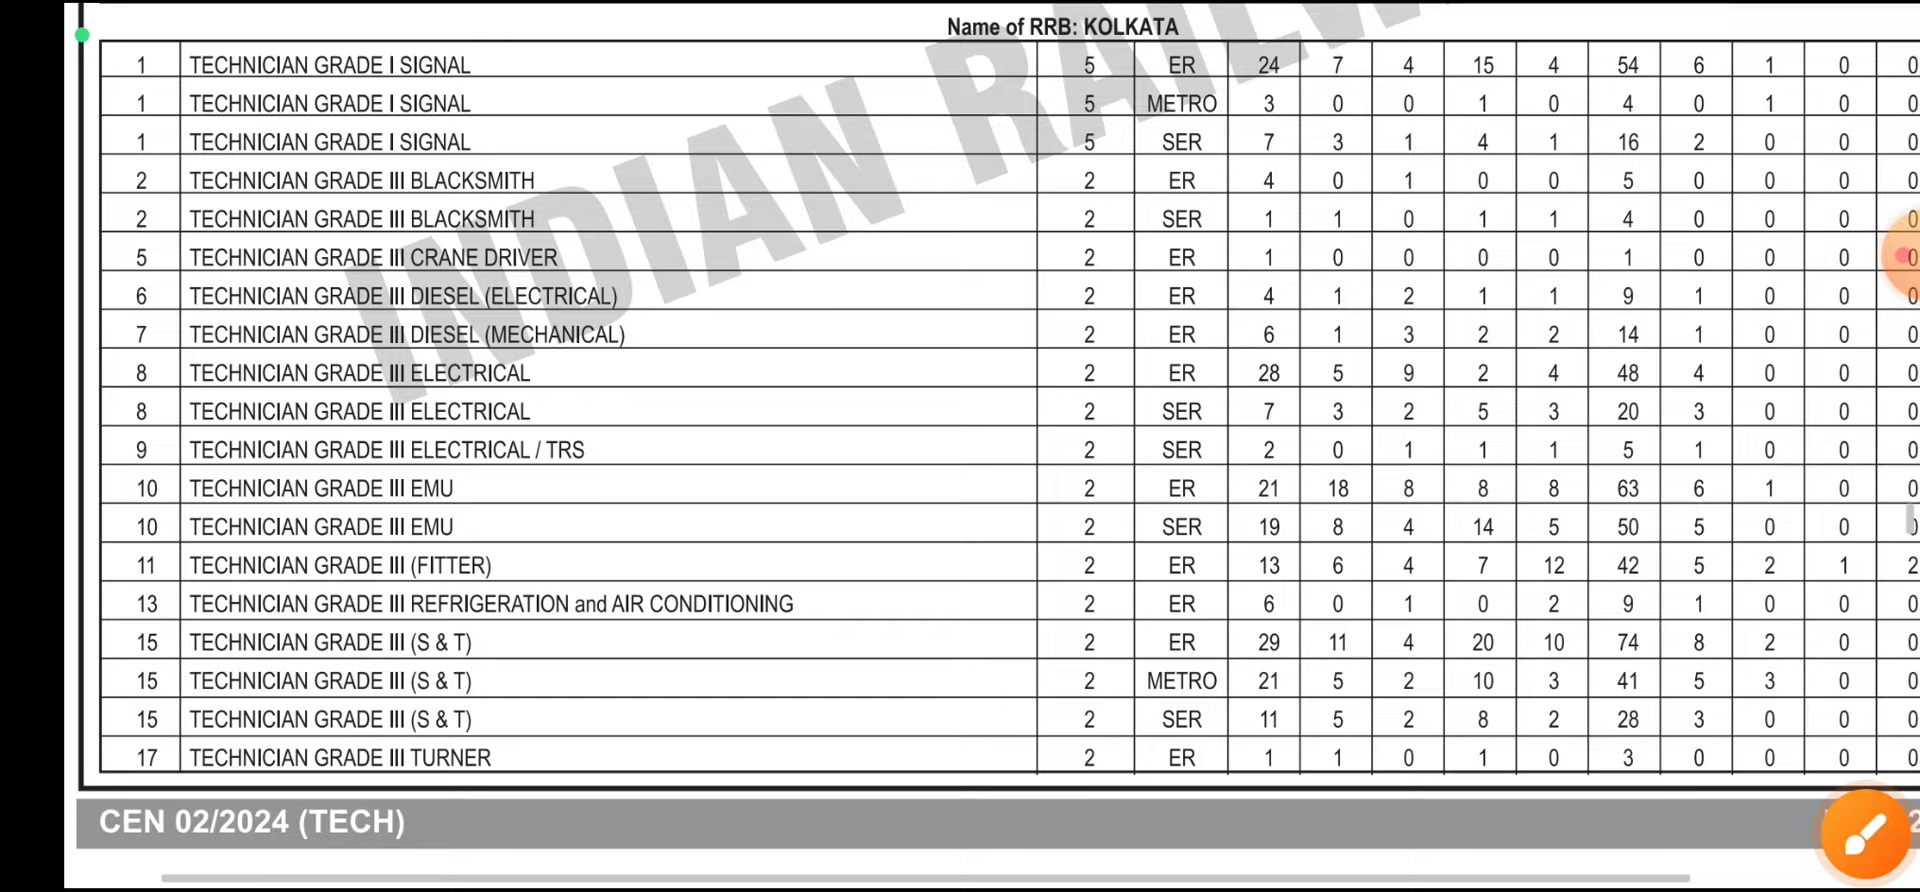 Name of RRB: KOLKATA
1 TECHNICIAN GRADE I SIGNAL 5 ER 24 7 4 15 4 54 6 1 0 0
1 TECHNICIAN GRADE I SIGNAL 5 METRO 3 0 0 1 0 4 0 1 0 0
1 TECHNICIAN GRADE I SIGNAL 5 SER 7 3 1 4 1 16 2 0 0 0
2 TECHNICIAN GRADE III BLACKSMITH 2 ER 4 0 1 0 0 5 0 0 0 0
2 TECHNICIAN GRADE III BLACKSMITH 2 SER 1 1 0 1 1 4 0 0 0 0
5 TECHNICIAN GRADE III CRANE DRIVER 2 ER 1 0 0 0 0 1 0 0 0 0
6 TECHNICIAN GRADE III DIESEL (ELECTRICAL) 2 ER 4 1 2 1 1 9 1 0 0 0
7 TECHNICIAN GRADE III DIESEL (MECHANICAL) 2 ER 6 1 3 2 2 14 1 0 0 0
8 TECHNICIAN GRADE III ELECTRICAL 2 ER 28 5 9 2 4 48 4 0 0 0
8 TECHNICIAN GRADE III ELECTRICAL 2 SER 7 3 2 5 3 20 3 0 0 0
9 TECHNICIAN GRADE III ELECTRICAL / TRS 2 SER 2 0 1 1 1 5 1 0 0 0
10 TECHNICIAN GRADE III EMU 2 ER 21 18 8 8 8 63 6 1 0 0
10 TECHNICIAN GRADE III EMU 2 SER 19 8 4 14 5 50 5 0 0
11 TECHNICIAN GRADE III (FITTER) 2 ER 13 6 4 7 12 42 5 2 1 2
13 TECHNICIAN GRADE III REFRIGERATION and AIR CONDITIONING 2 ER 6 0 1 0 2 9 1 0 0 0
15 TECHNICIAN GRADE III (S & T) 2 ER 29 11 4 20 10 74 8 2 0 0
15 TECHNICIAN GRADE III (S & T) 2 METRO 21 5 2 10 3 41 5 3 0 0
15 TECHNICIAN GRADE III (S & T) 2 SER 11 5 2 8 2 28 3 0 0 0
17 TECHNICIAN GRADE III TURNER 2 ER 1 1 0 1 0 3 0 0 0 0
CEN 02/2024 (TECH)
INDIAN